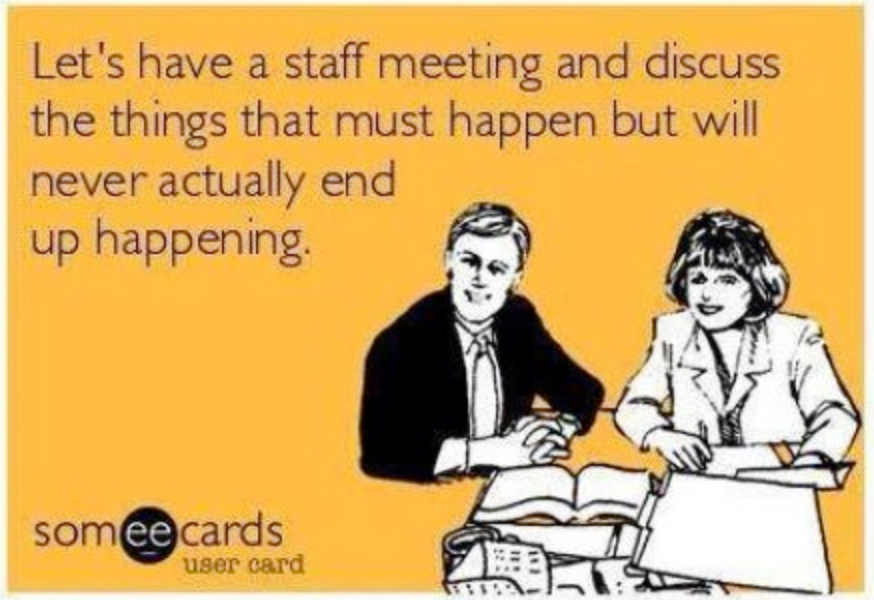 Let's have a staff meeting and discuss
the things that must happen but will
never actually end
up happening.
someecards
user card